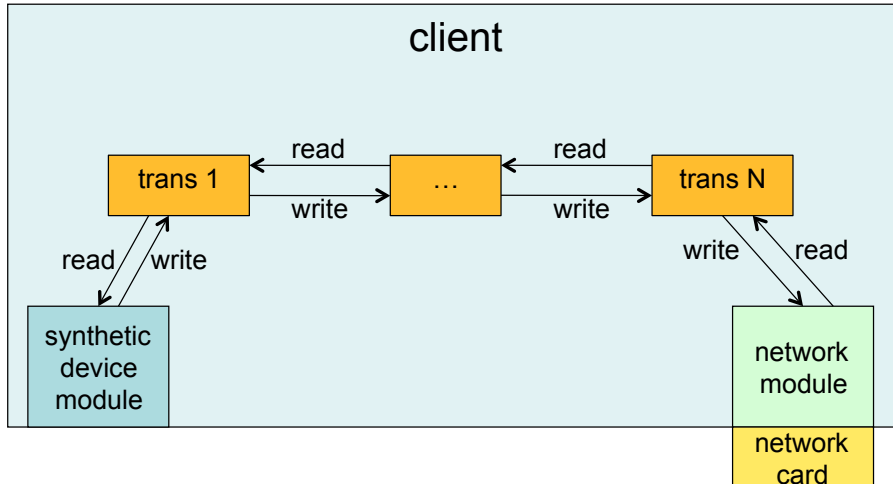 client
read
read
trans 1
…
trans N
write
write
read
write
write
read
synthetic
device
module
network
module
network
card